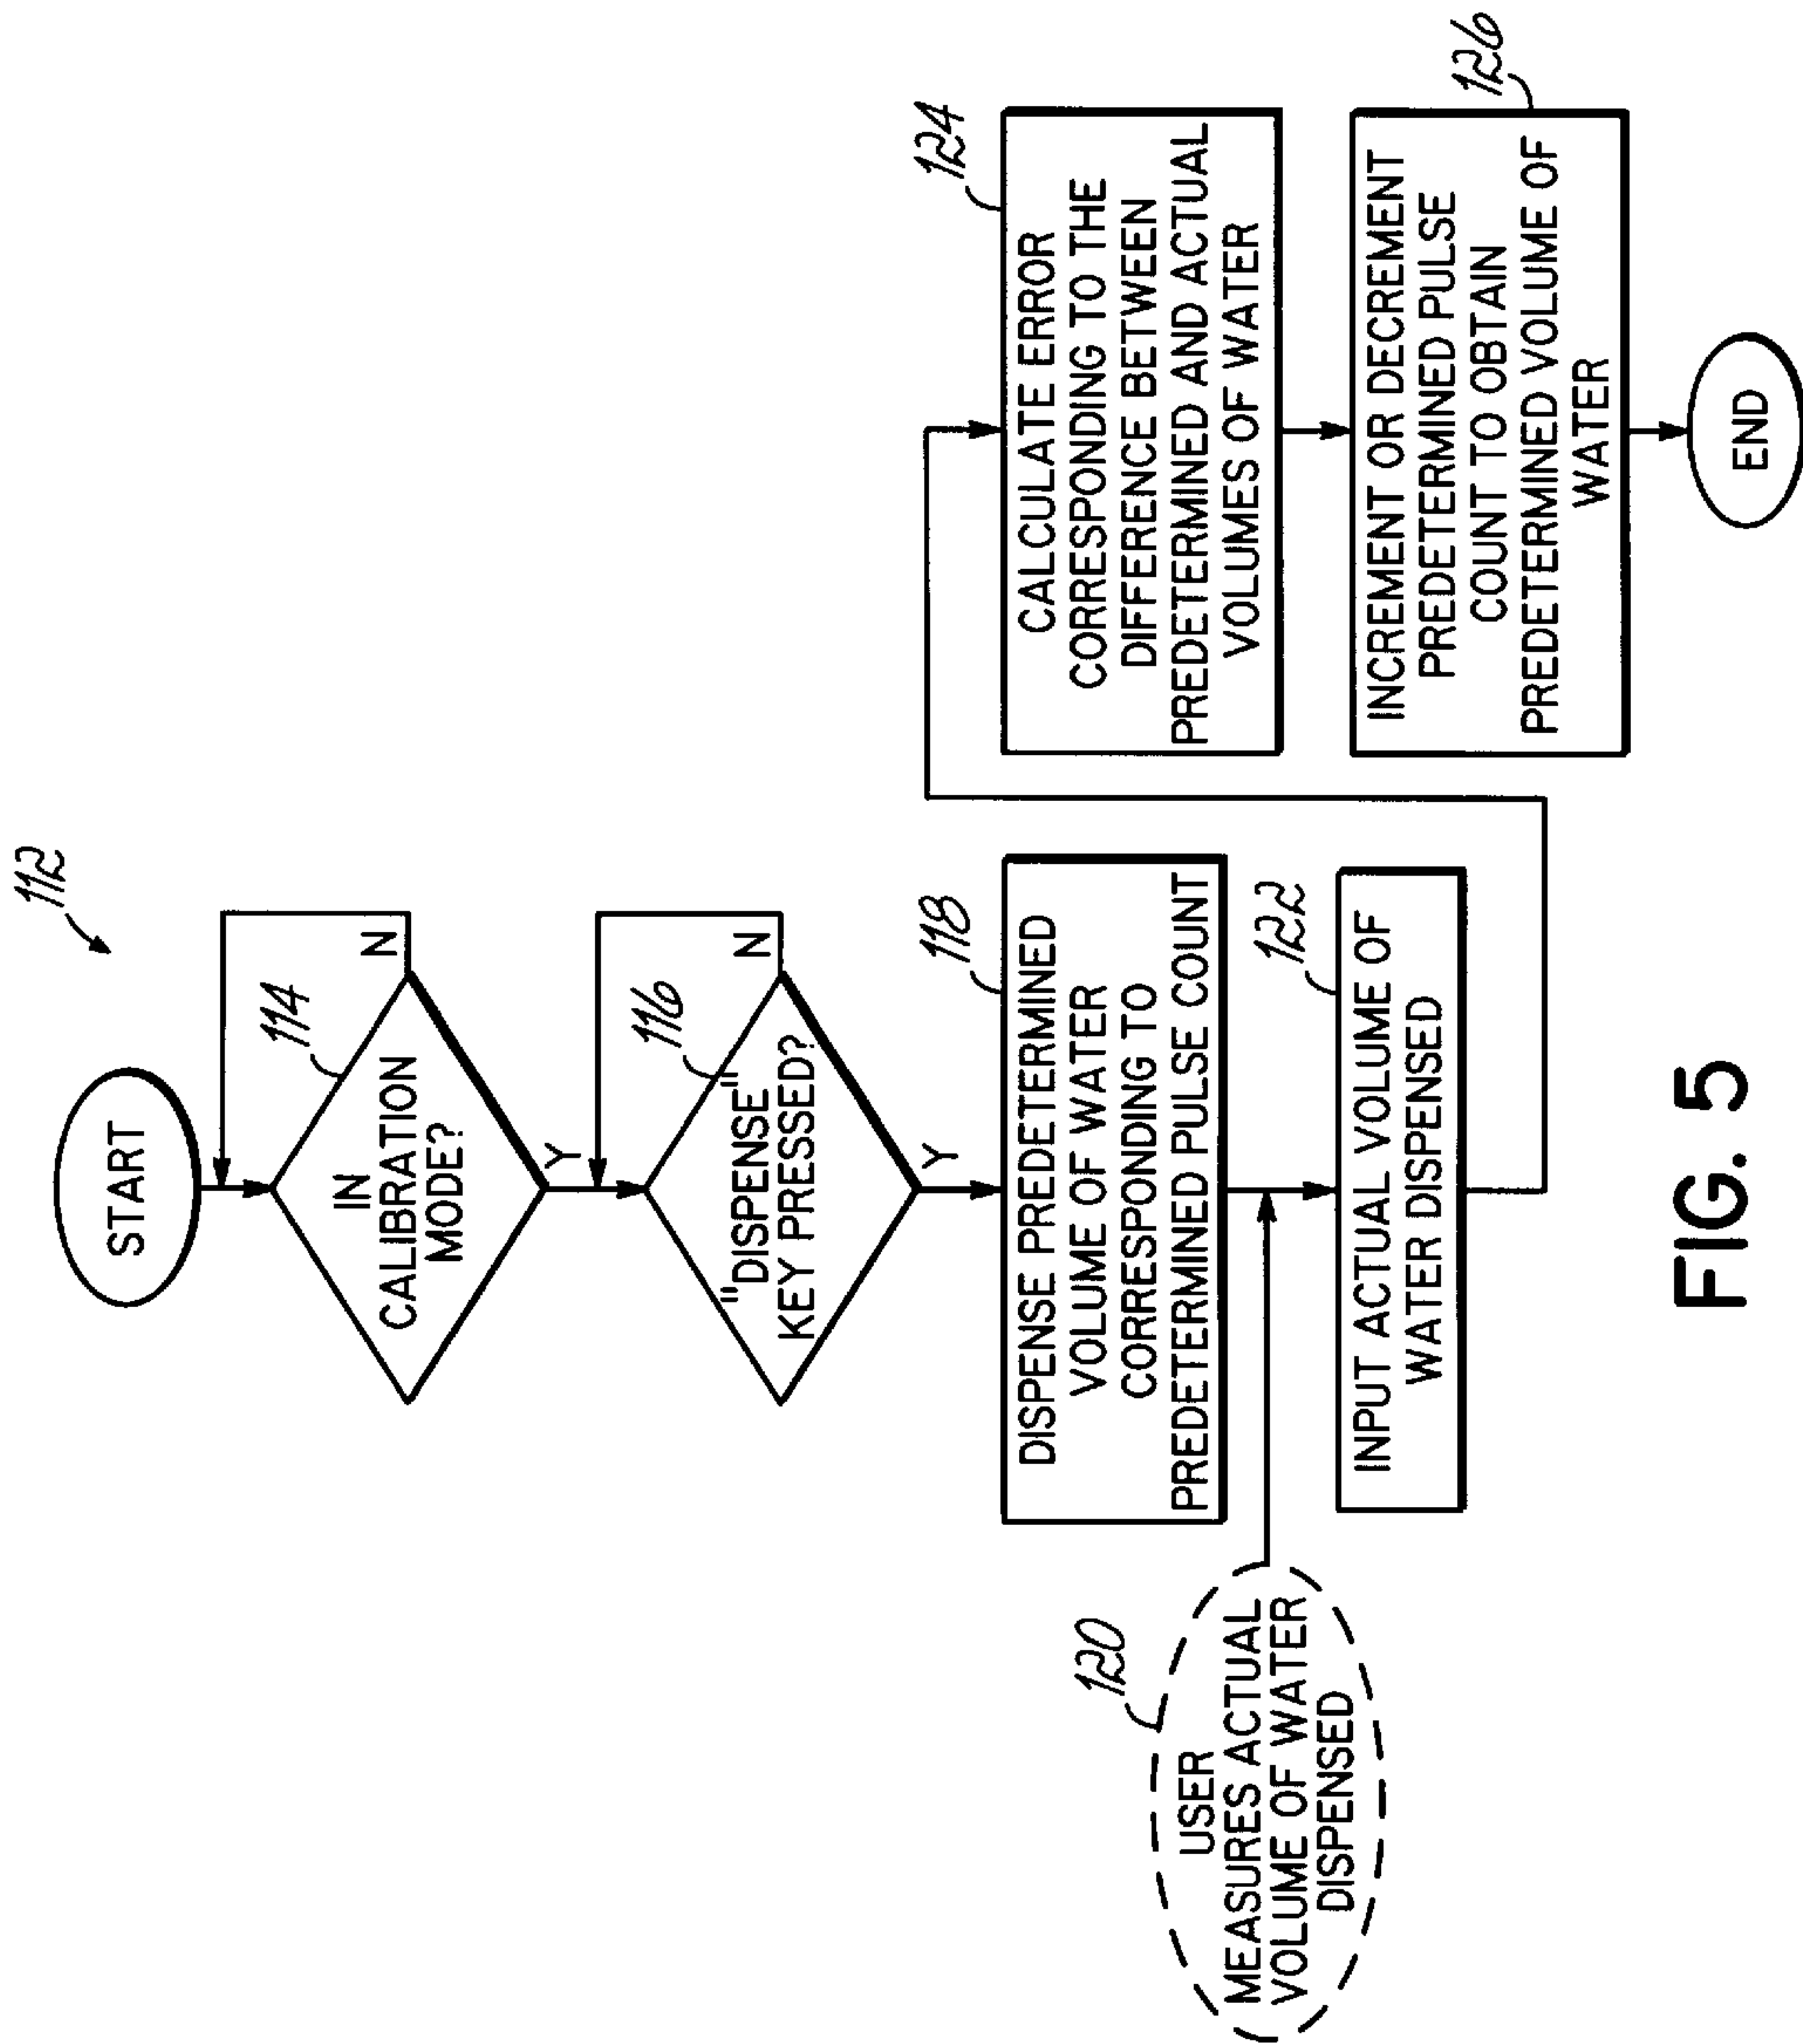 112
START
IN
CALIBRATION
MODE?
114
N
Y
"DISPENSE"
KEY PRESSED?
116
N
Y
DISPENSE PREDETERMINED
VOLUME OF WATER
CORRESPONDING TO
PREDETERMINED PULSE COUNT
118
USER
MEASURES ACTUAL
VOLUME OF WATER
DISPENSED
120
INPUT ACTUAL VOLUME OF
WATER DISPENSED
122
CALCULATE ERROR
CORRESPONDING TO THE
DIFFERENCE BETWEEN
PREDETERMINED AND ACTUAL
VOLUMES OF WATER
124
INCREMENT OR DECREMENT
PREDETERMINED PULSE
COUNT TO OBTAIN
PREDETERMINED VOLUME OF
WATER
126
END
FIG. 5